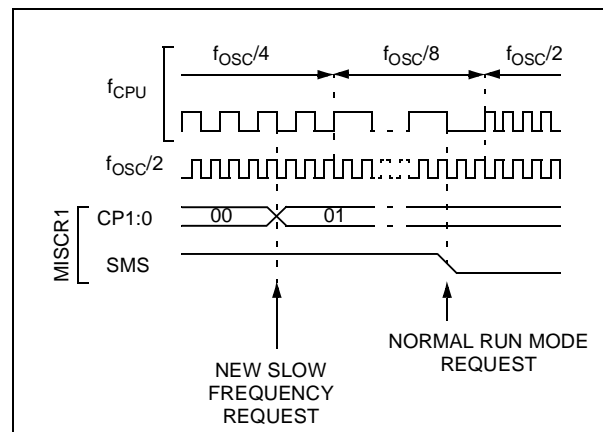 fOSC/4 fOSC/8 fOSC/2
fCPU
fOSC/2
MISCR1
CP1:0 00 01
SMS
NEW SLOW
FREQUENCY
REQUEST
NORMAL RUN MODE
REQUEST